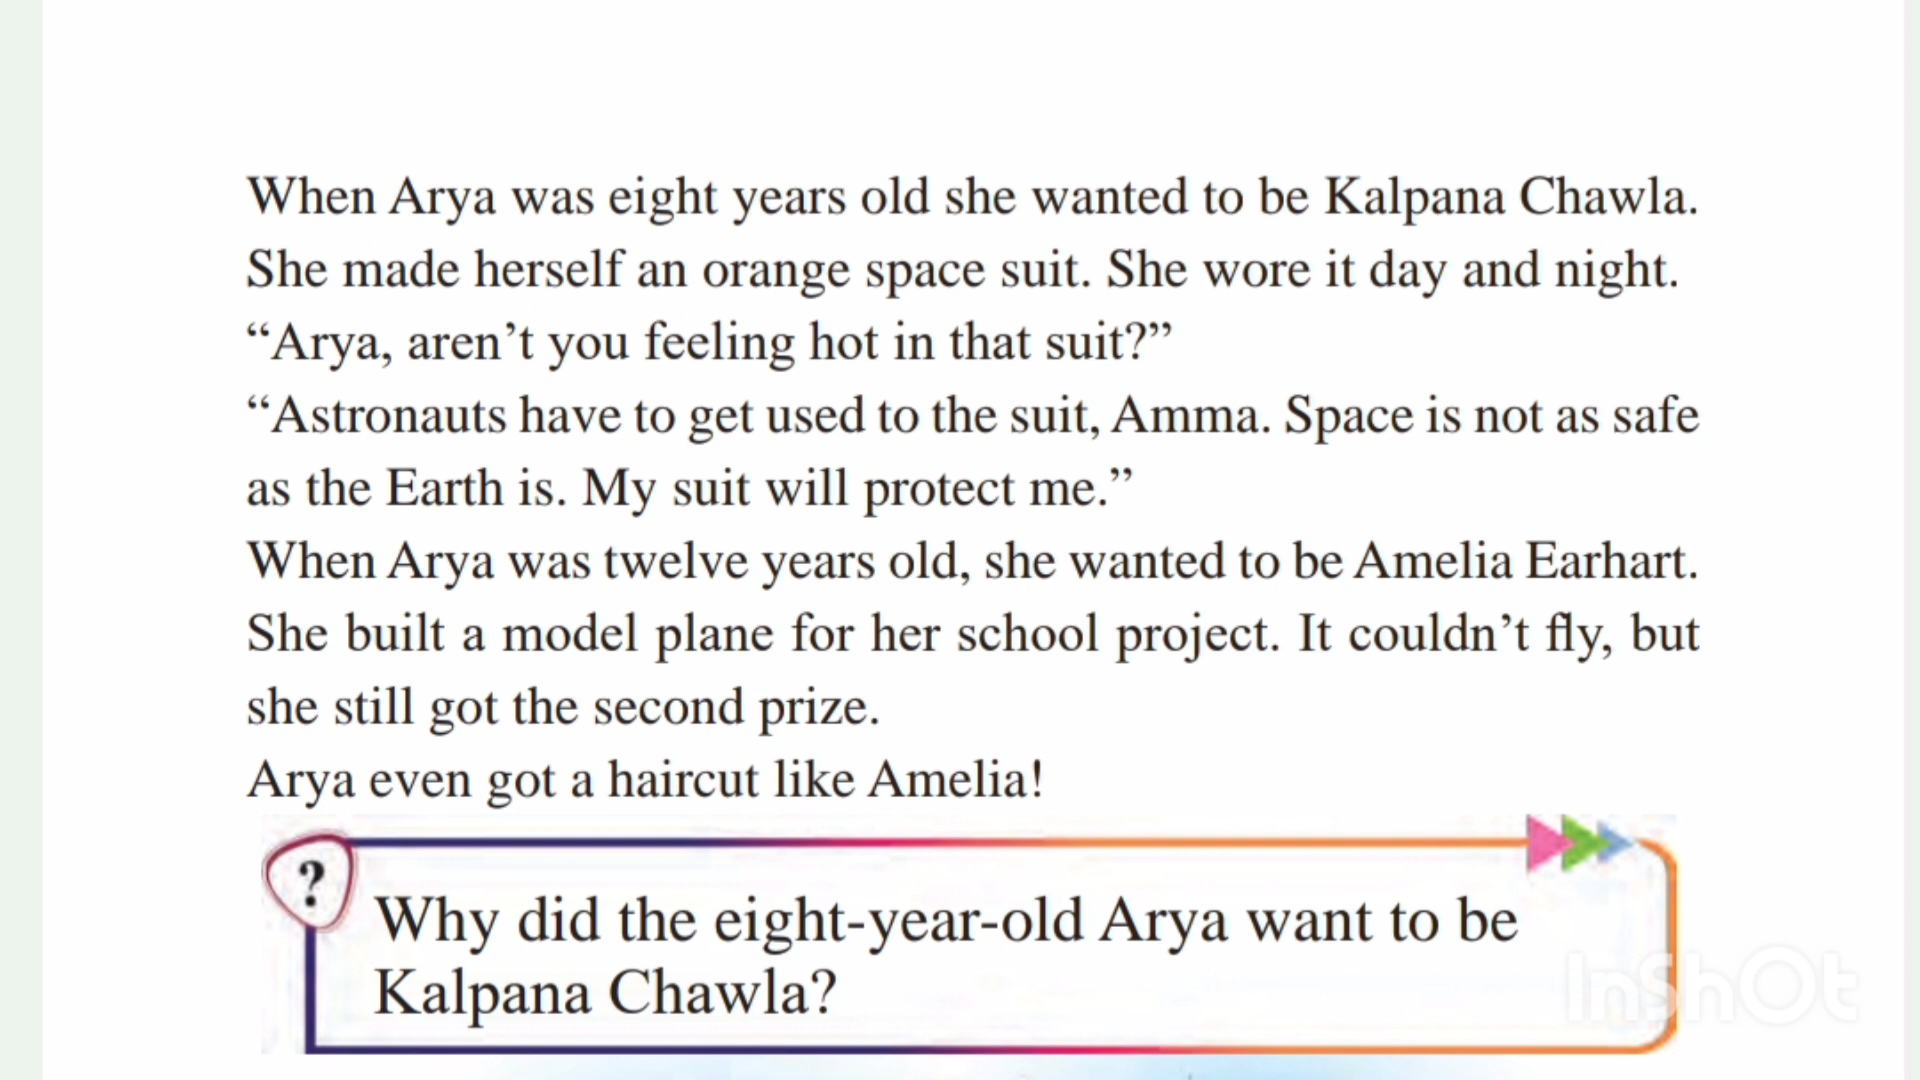 When Arya was eight years old she wanted to be Kalpana Chawla.
She made herself an orange space suit. She wore it day and night.
“Arya, aren’t you feeling hot in that suit?”
“Astronauts have to get used to the suit, Amma. Space is not as safe
as the Earth is. My suit will protect me.”
When Arya was twelve years old, she wanted to be Amelia Earhart.
She built a model plane for her school project. It couldn’t fly, but
she still got the second prize.
Arya even got a haircut like Amelia!
?
Why did the eight-year-old Arya want to be
Kalpana Chawla?
InShOt